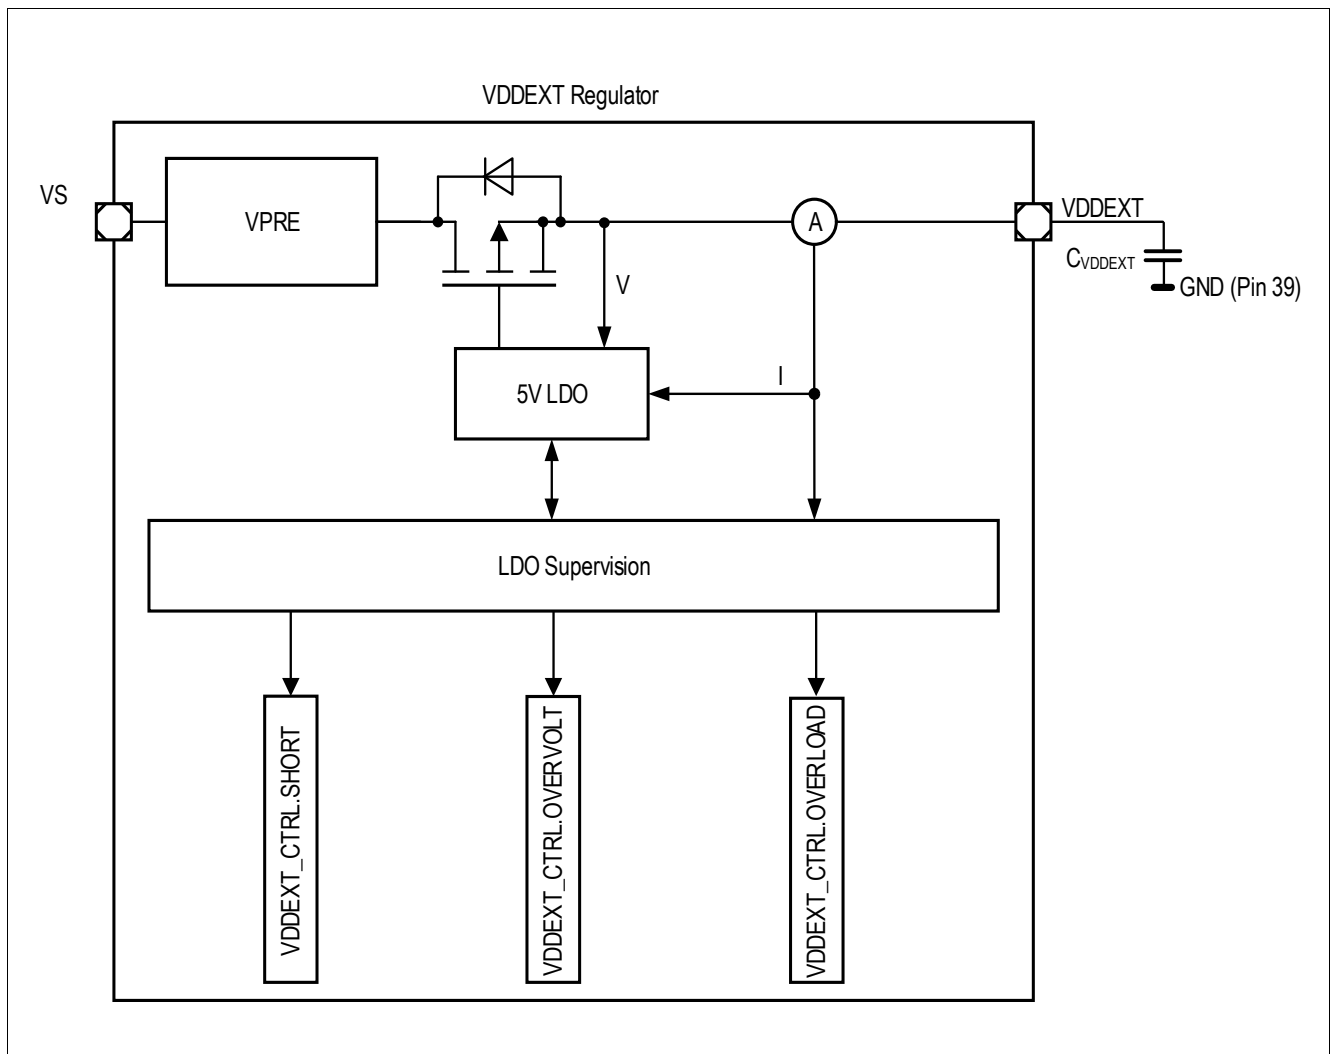 VDDEXT Regulator
VS
VPRE
VDDEXT
A
CVDDEXT
GND (Pin 39)
V
I
5V LDO
LDO Supervision
VDDEXT_CTRL.SHORT
VDDEXT_CTRL.OVERVOLT
VDDEXT_CTRL.OVERLOAD